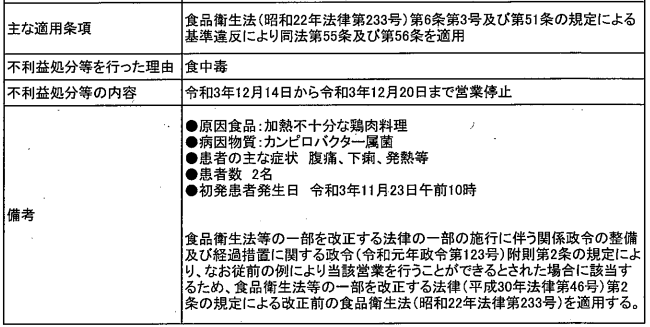 主な適用条項
食品衛生法（昭和22年法律第233号）第6条第3号及び第51条の規定による
基準違反により同法第55条及び第56条を適用
不利益処分等を行った理由
食中毒
不利益処分等の内容
令和3年12月14日から令和3年12月20日まで営業停止
備考
●原因食品：加熱不十分な鶏肉料理
●病因物質：カンピロバクター属菌
●患者の主な症状　腹痛、下痢、発熱等
●患者数　2名
●初発患者発生日　令和3年11月23日午前10時
食品衛生法等の一部を改正する法律の一部の施行に伴う関係政令の整備
及び経過措置に関する政令（令和元年政令第123号）附則第2条の規定によ
り、なお従前の例により当該営業を行うことができるとされた場合に該当す
るため、食品衛生法等の一部を改正する法律（平成30年法律第46号）第2
条の規定による改正前の食品衛生法（昭和22年法律第233号）を適用する。